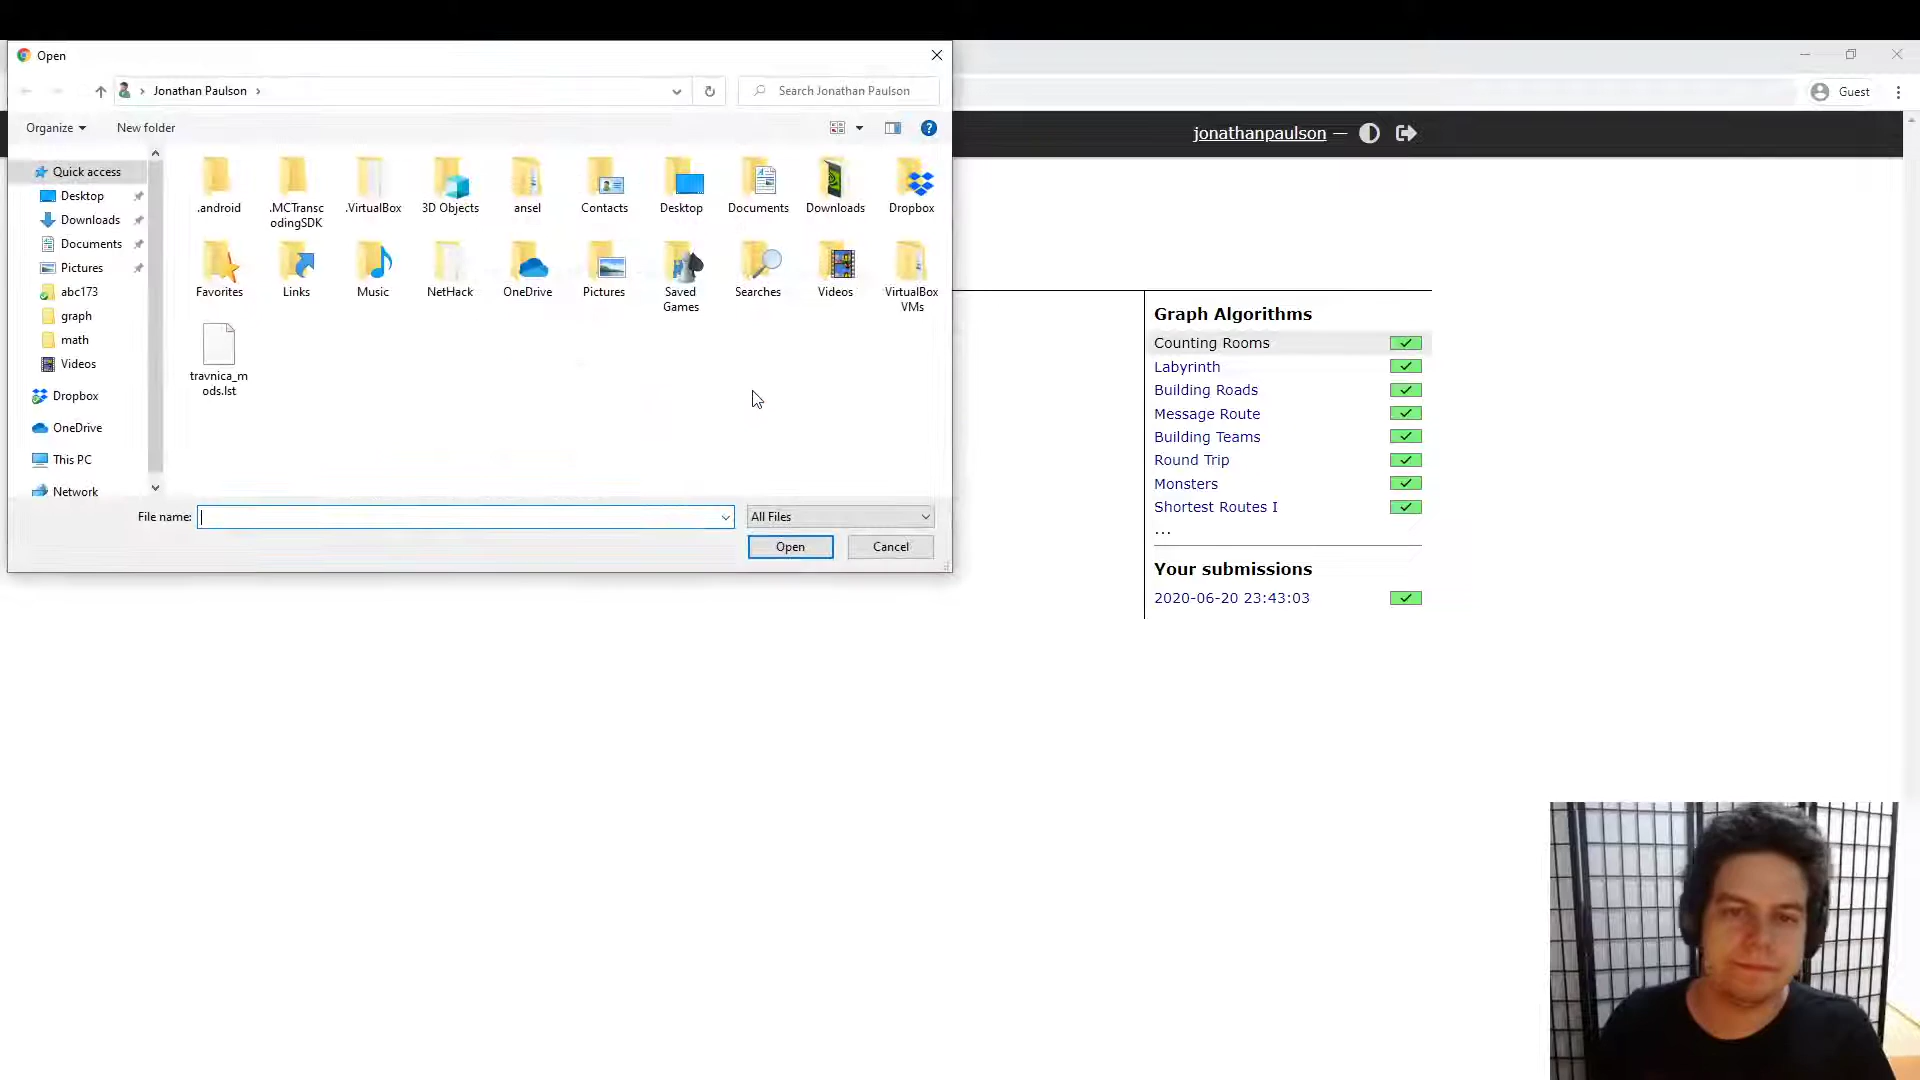 Open
Jonathan Paulson
Search Jonathan Paulson
Guest
Organize
New folder
jonathanpaulson —
Quick access
Desktop
Downloads
Documents
Pictures
abc173
graph
math
Videos
Dropbox
OneDrive
This PC
Network
.android
.MCTransc
odingSDK
.VirtualBox
3D Objects
ansel
Contacts
Desktop
Documents
Downloads
Dropbox
Favorites
Links
Music
NetHack
OneDrive
Pictures
Saved
Games
Searches
Videos
VirtualBox
VMs
travnica_m
ods.lst
File name:
All Files
Open
Cancel
Graph Algorithms
Counting Rooms
Labyrinth
Building Roads
Message Route
Building Teams
Round Trip
Monsters
Shortest Routes I
...
Your submissions
2020-06-20 23:43:03